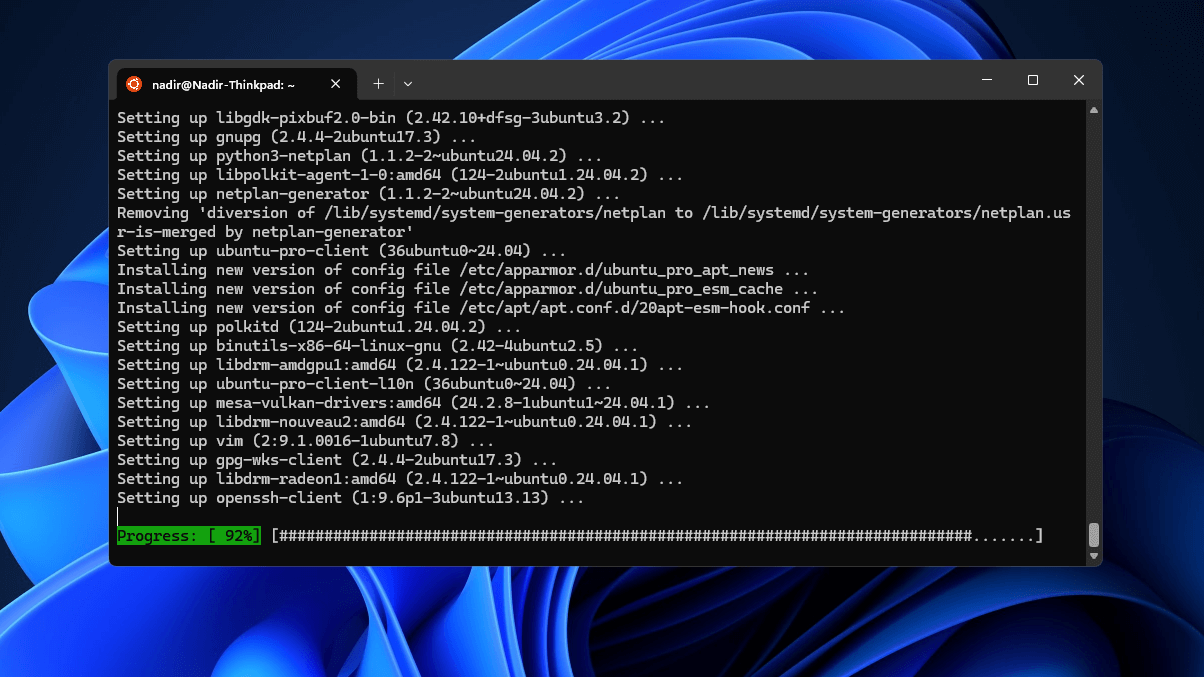 nadir@Nadir-Thinkpad: ~
Setting up libgdk-pixbuf2.0-bin (2.42.10+dfsg-3ubuntu3.2) ...
Setting up gnupg (2.4.4-2ubuntu17.3) ...
Setting up python3-netplan (1.1.2-2~ubuntu24.04.2) ...
Setting up libpolkit-agent-1-0:amd64 (124-2ubuntu1.24.04.2) ...
Setting up netplan-generator (1.1.2-2~ubuntu24.04.2) ...
Removing 'diversion of /lib/systemd/system-generators/netplan to /lib/systemd/system-generators/netplan.us
r-is-merged by netplan-generator'
Setting up ubuntu-pro-client (36ubuntu0~24.04) ...
Installing new version of config file /etc/apparmor.d/ubuntu_pro_apt_news ...
Installing new version of config file /etc/apparmor.d/ubuntu_pro_esm_cache ...
Installing new version of config file /etc/apt/apt.conf.d/20apt-esm-hook.conf ...
Setting up polkitd (124-2ubuntu1.24.04.2) ...
Setting up binutils-x86-64-linux-gnu (2.42-4ubuntu2.5) ...
Setting up libdrm-amdgpu1:amd64 (2.4.122-1~ubuntu0.24.04.1) ...
Setting up ubuntu-pro-client-l10n (36ubuntu0~24.04) ...
Setting up mesa-vulkan-drivers:amd64 (24.2.8-1ubuntu1~24.04.1) ...
Setting up libdrm-nouveau2:amd64 (2.4.122-1~ubuntu0.24.04.1) ...
Setting up vim (2:9.1.0016-1ubuntu7.8) ...
Setting up gpg-wks-client (2.4.4-2ubuntu17.3) ...
Setting up libdrm-radeon1:amd64 (2.4.122-1~ubuntu0.24.04.1) ...
Setting up openssh-client (1:9.6p1-3ubuntu13.13) ...
Progress: [ 92%] [#############################################################################.......]